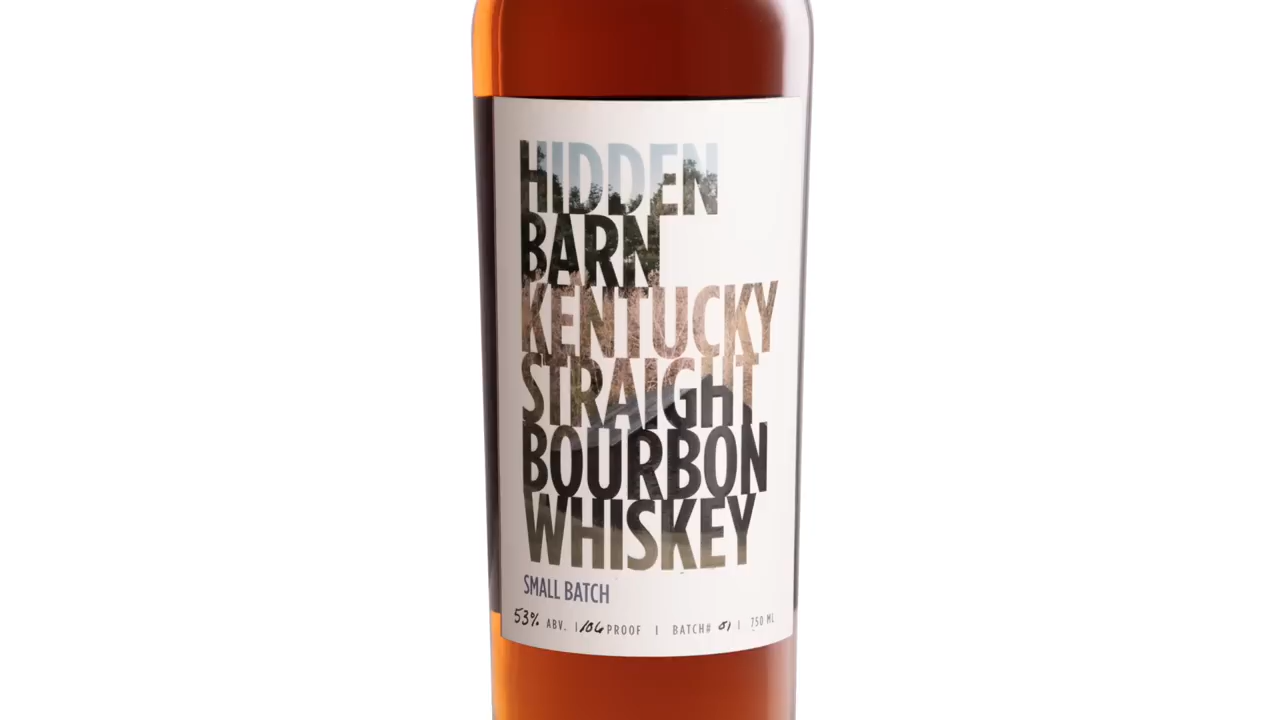 HIDDEN
BARN
KENTUCKY
STRAIGHT
BOURBON
WHISKEY
SMALL BATCH
53% ABV. | 106 PROOF | BATCH# 01 | 750 ML